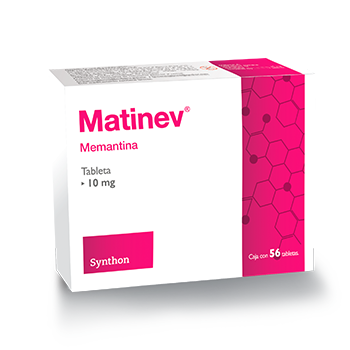 Matinev®
Memantina
Tableta
▸ 10 mg
Synthon
Caja con 56 tabletas